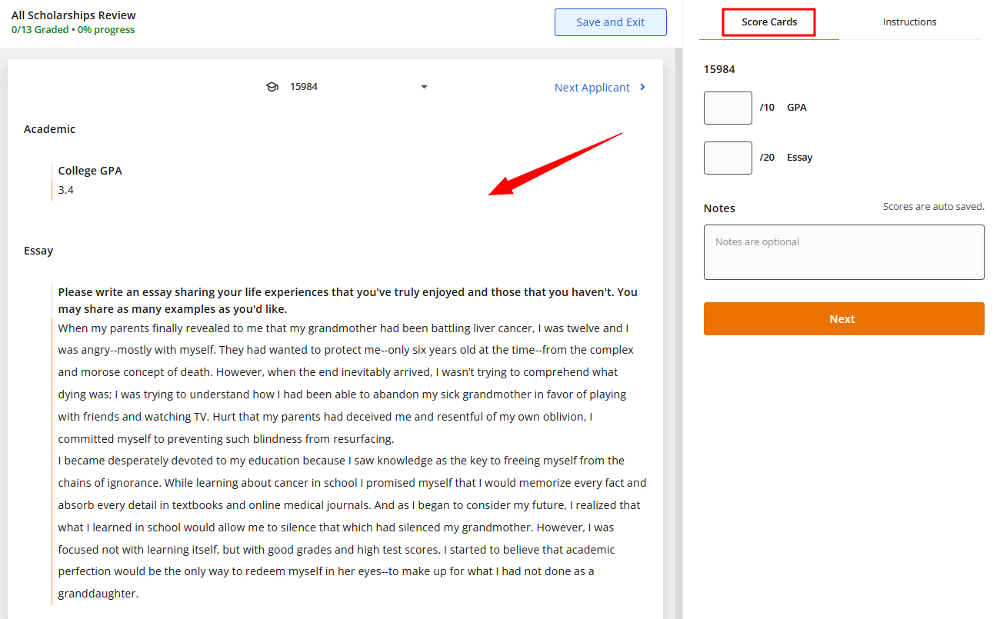 All Scholarships Review
0/13 Graded • 0% progress
Save and Exit
15984
Next Applicant
Academic
College GPA
3.4
Essay
Please write an essay sharing your life experiences that you've truly enjoyed and those that you haven't. You
may share as many examples as you'd like.
When my parents finally revealed to me that my grandmother had been battling liver cancer, I was twelve and I
was angry--mostly with myself. They had wanted to protect me--only six years old at the time--from the complex
and morose concept of death. However, when the end inevitably arrived, I wasn’t trying to comprehend what
dying was; I was trying to understand how I had been able to abandon my sick grandmother in favor of playing
with friends and watching TV. Hurt that my parents had deceived me and resentful of my own oblivion, I
committed myself to preventing such blindness from resurfacing.
I became desperately devoted to my education because I saw knowledge as the key to freeing myself from the
chains of ignorance. While learning about cancer in school I promised myself that I would memorize every fact and
absorb every detail in textbooks and online medical journals. And as I began to consider my future, I realized that
what I learned in school would allow me to silence that which had silenced my grandmother. However, I was
focused not with learning itself, but with good grades and high test scores. I started to believe that academic
perfection would be the only way to redeem myself in her eyes--to make up for what I had not done as a
granddaughter.
Score Cards
Instructions
15984
/10 GPA
/20 Essay
Notes
Scores are auto saved.
Notes are optional
Next